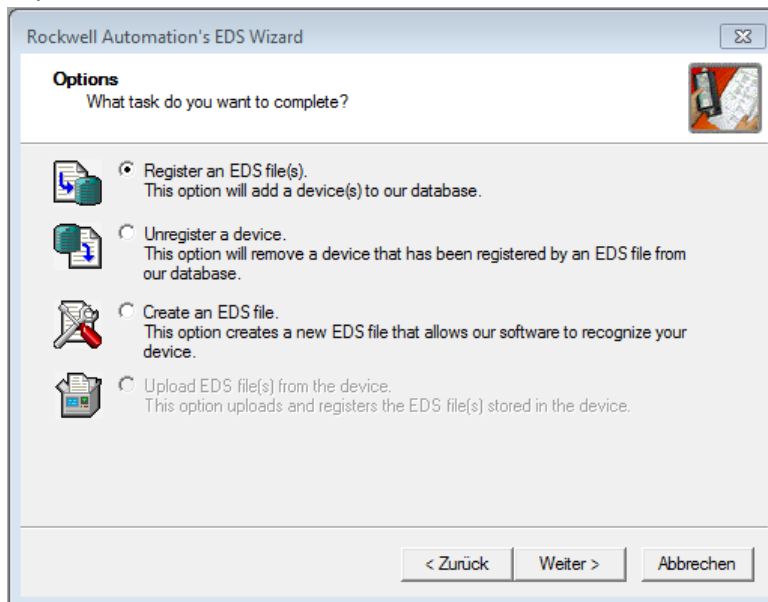 Rockwell Automation's EDS Wizard
Options
What task do you want to complete?
Register an EDS file(s).
This option will add a device(s) to our database.
Unregister a device.
This option will remove a device that has been registered by an EDS file from
our database.
Create an EDS file.
This option creates a new EDS file that allows our software to recognize your
device.
Upload EDS file(s) from the device.
This option uploads and registers the EDS file(s) stored in the device.
< Zurück
Weiter >
Abbrechen